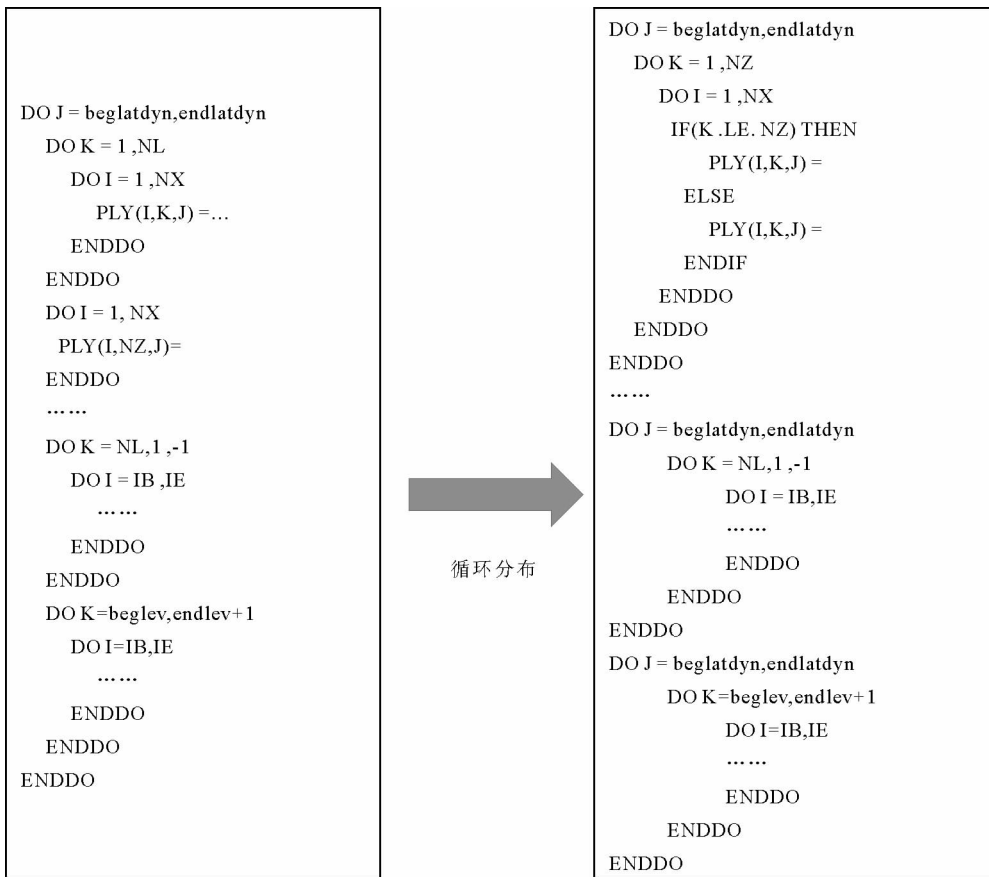 DO J = beglatdyn,endlatdyn
DO K = 1 ,NL
DO I = 1 ,NX
PLY(I,K,J) =…
ENDDO
ENDDO
DO I = 1, NX
PLY(I,NZ,J)=
ENDDO
……
DO K = NL,1 ,-1
DO I = IB ,IE
……
ENDDO
ENDDO
DO K=beglev,endlev+1
DO I=IB,IE
……
ENDDO
ENDDO
ENDDO
循环分布
DO J = beglatdyn,endlatdyn
DO K = 1 ,NZ
DO I = 1 ,NX
IF(K .LE. NZ) THEN
PLY(I,K,J) =
ELSE
PLY(I,K,J) =
ENDIF
ENDDO
ENDDO
ENDDO
……
DO J = beglatdyn,endlatdyn
DO K = NL,1 ,-1
DO I = IB,IE
……
ENDDO
ENDDO
ENDDO
DO J = beglatdyn,endlatdyn
DO K=beglev,endlev+1
DO I=IB,IE
……
ENDDO
ENDDO
ENDDO